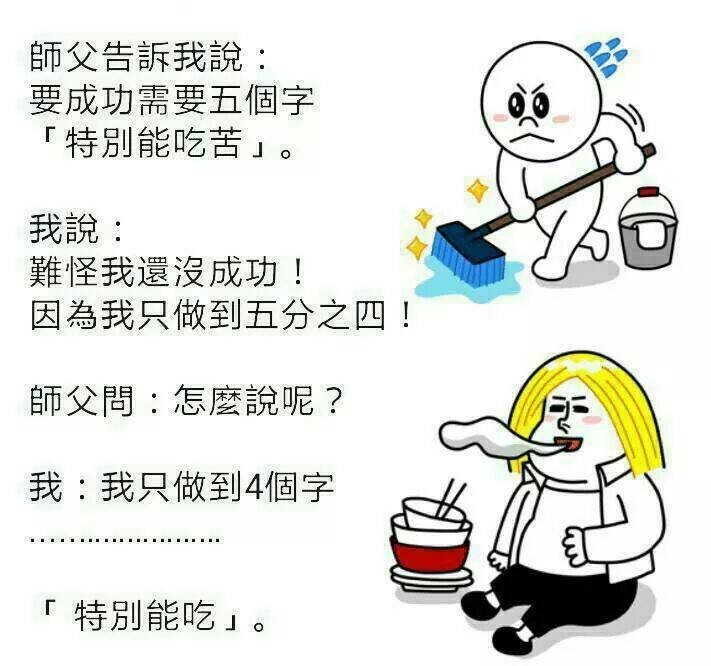 師父告訴我說：
要成功需要五個字
「特別能吃苦」。
我說：
難怪我還沒成功！
因為我只做到五分之四！
師父問：怎麼說呢？
我：我只做到4個字
.......................
「 特別能吃」。